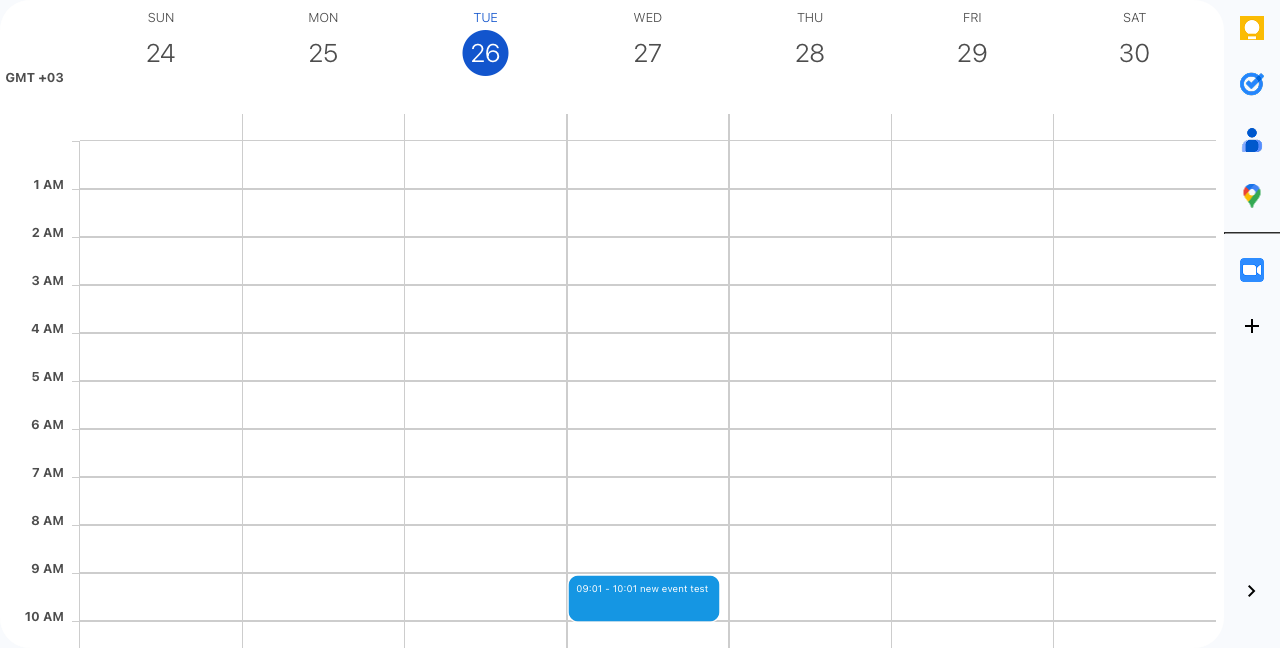 SUN MON TUE WED THU FRI SAT
24 25 26 27 28 29 30
GMT +03
1 AM
2 AM
3 AM
4 AM
5 AM
6 AM
7 AM
8 AM
9 AM
09:01 - 10:01 new event test
10 AM